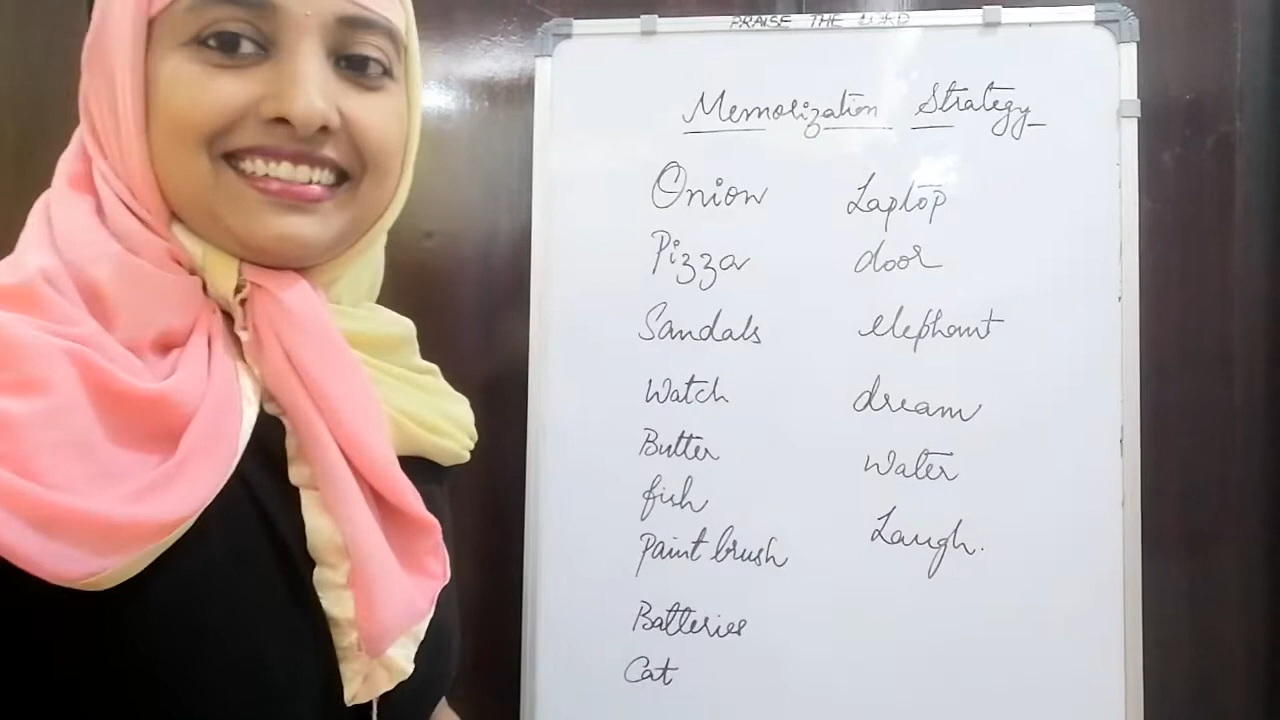 PRAISE THE LORD
Memorization Strategy
Onion
Pizza
Sandals
Watch
Butter
fish
Paint brush
Batteries
Cat
Laptop
door
elephant
dream
Water
Laugh.